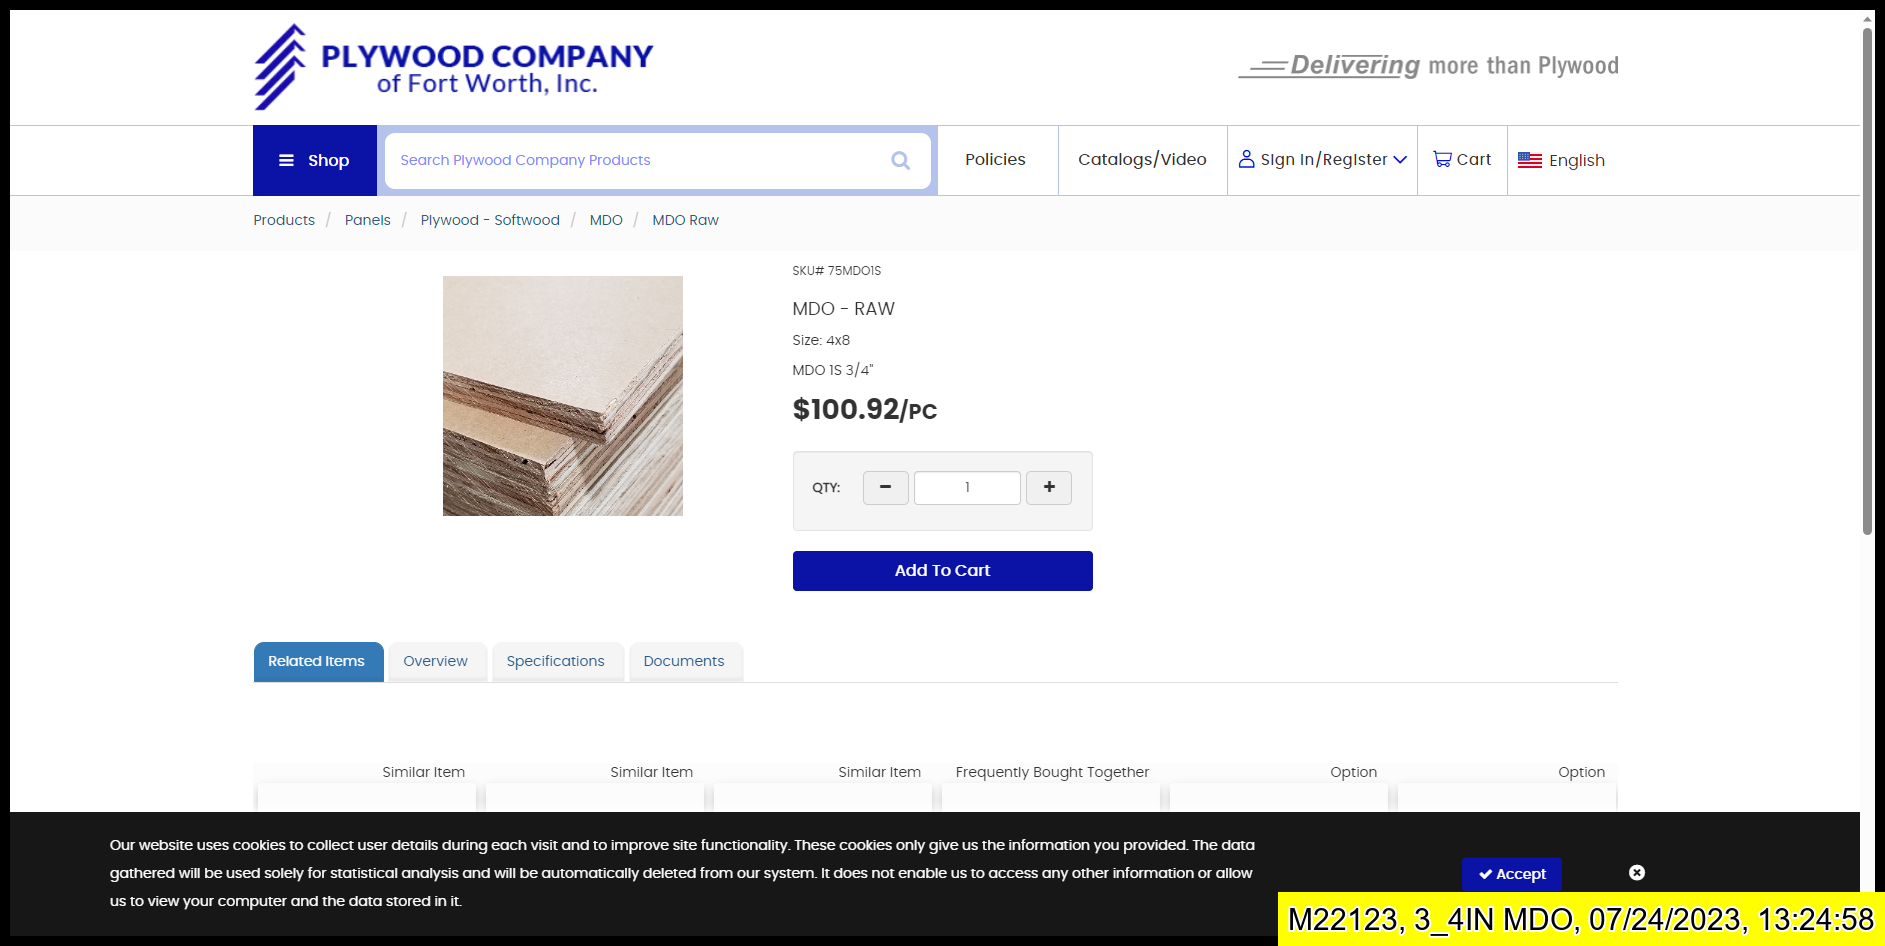 PLYWOOD COMPANY
of Fort Worth, Inc.
Delivering more than Plywood
Shop
Search Plywood Company Products
Policies
Catalogs/Video
Sign In/Register
Cart
English
Products / Panels / Plywood - Softwood / MDO / MDO Raw
SKU# 75MDO1S
MDO - RAW
Size: 4x8
MDO 1S 3/4"
$100.92/PC
QTY: − 1 +
Add To Cart
Related Items
Overview
Specifications
Documents
Similar Item
Similar Item
Similar Item
Frequently Bought Together
Option
Option
Our website uses cookies to collect user details during each visit and to improve site functionality. These cookies only give us the information you provided. The data
gathered will be used solely for statistical analysis and will be automatically deleted from our system. It does not enable us to access any other information or allow
us to view your computer and the data stored in it.
Accept
M22123, 3_4IN MDO, 07/24/2023, 13:24:58